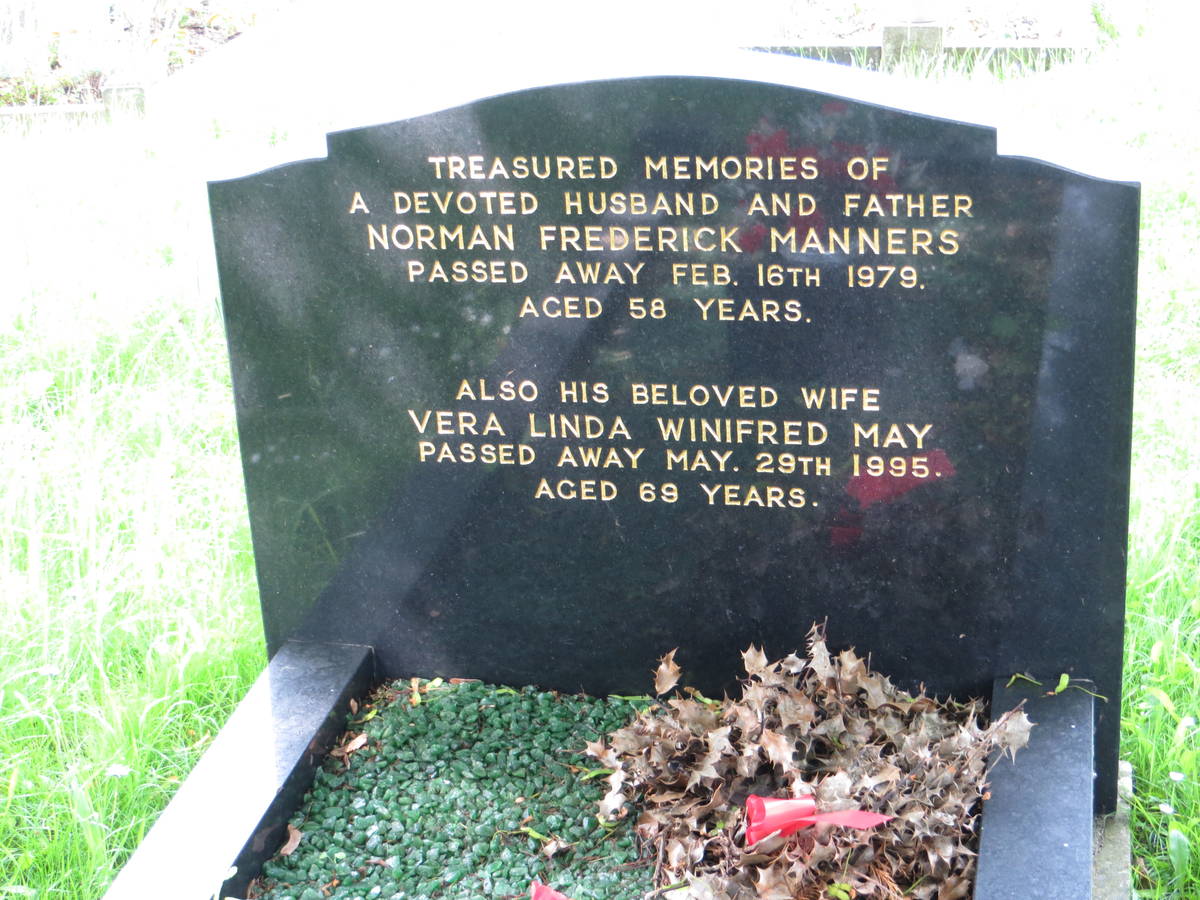 TREASURED MEMORIES OF
A DEVOTED HUSBAND AND FATHER
NORMAN FREDERICK MANNERS
PASSED AWAY FEB. 16TH 1979.
AGED 58 YEARS.
ALSO HIS BELOVED WIFE
VERA LINDA WINIFRED MAY
PASSED AWAY MAY. 29TH 1995.
AGED 69 YEARS.